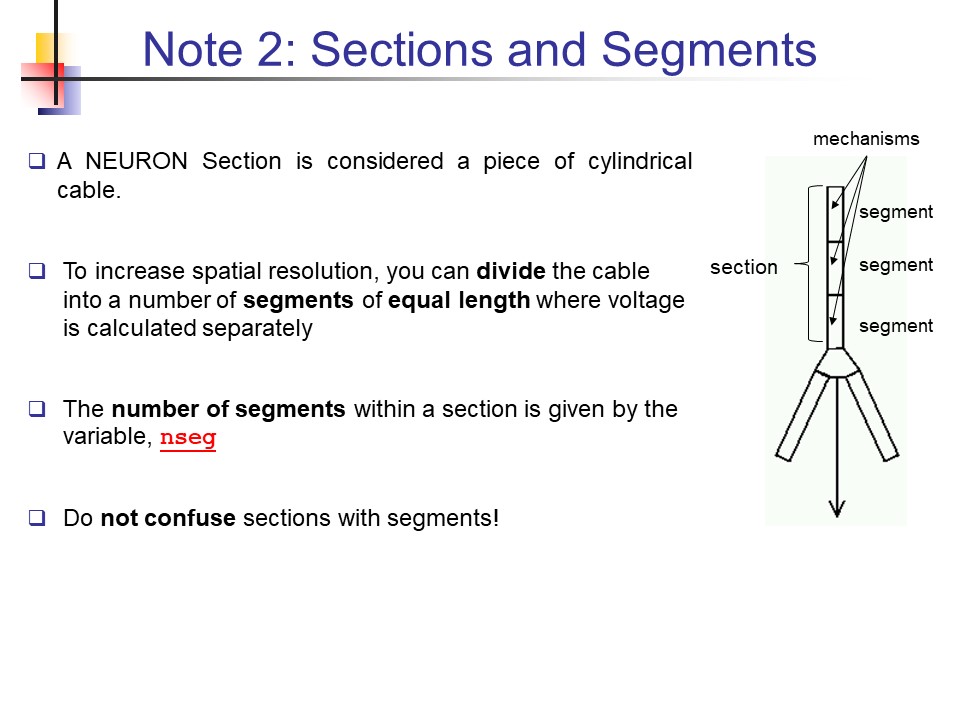 Note 2: Sections and Segments
A NEURON Section is considered a piece of cylindrical
cable.
To increase spatial resolution, you can divide the cable
into a number of segments of equal length where voltage
is calculated separately
The number of segments within a section is given by the
variable, nseg
Do not confuse sections with segments!
mechanisms
segment
section
segment
segment